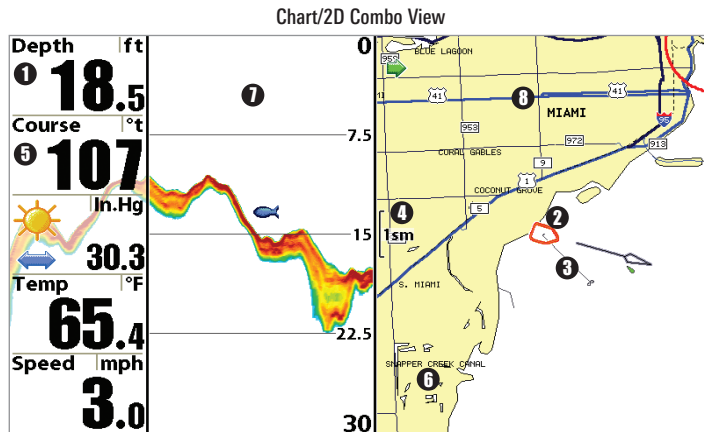 Chart/2D Combo View
Depth ft
1 18.5
Course °t
5 107
In.Hg
30.3
Temp °F
65.4
Speed mph
3.0
7
0
7.5
15
22.5
30
BLUE LAGOON
959
41 8 41
MIAMI
95
953
972 913
CORAL GABLES
9
1
COCONUT GROVE
5
4
1sm
2
3
S. MIAMI
SNAPPER CREEK CANAL
6